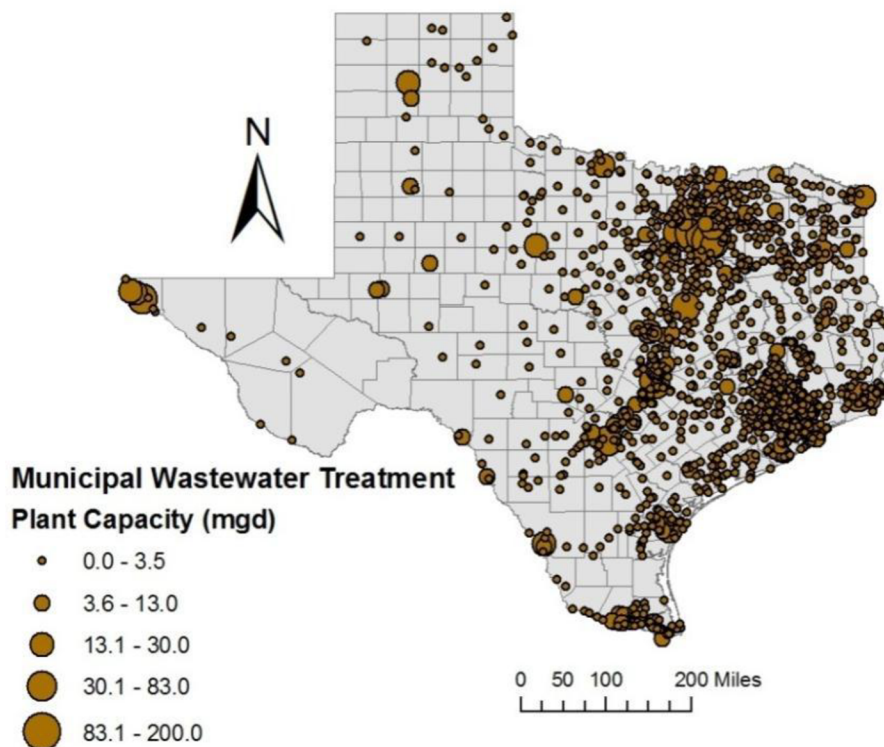 N
Municipal Wastewater Treatment
Plant Capacity (mgd)
0.0 - 3.5
3.6 - 13.0
13.1 - 30.0
30.1 - 83.0
83.1 - 200.0
0 50 100 200 Miles